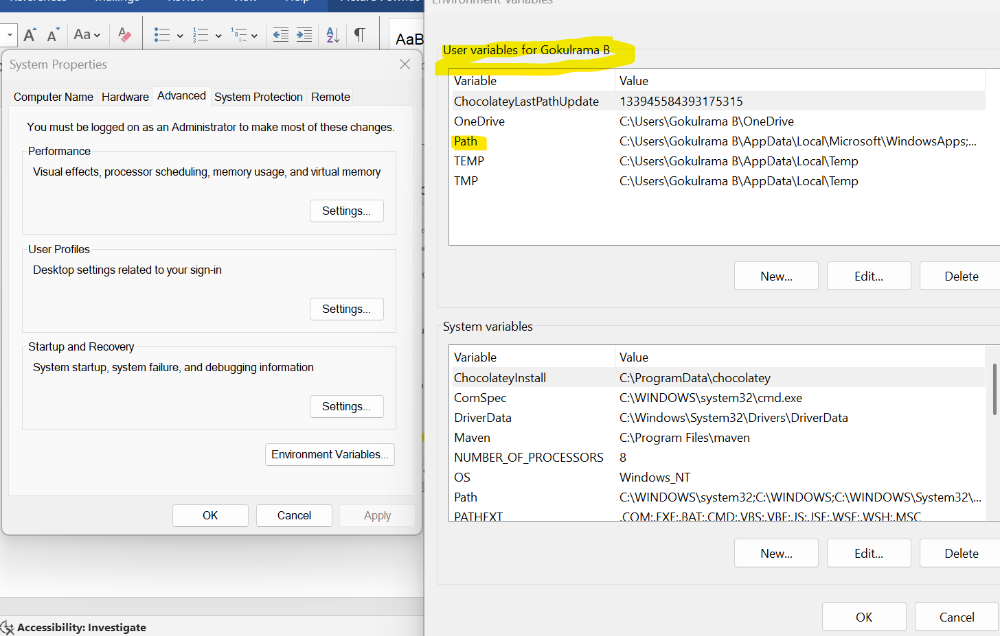 Aa
AaB
System Properties
Computer Name Hardware Advanced System Protection Remote
You must be logged on as an Administrator to make most of these changes.
Performance
Visual effects, processor scheduling, memory usage, and virtual memory
Settings...
User Profiles
Desktop settings related to your sign-in
Settings...
Startup and Recovery
System startup, system failure, and debugging information
Settings...
Environment Variables...
OK Cancel Apply
Accessibility: Investigate
Environment Variables
User variables for Gokulrama B
Variable Value
ChocolateyLastPathUpdate 133945584393175315
OneDrive C:\Users\Gokulrama B\OneDrive
Path C:\Users\Gokulrama B\AppData\Local\Microsoft\WindowsApps;...
TEMP C:\Users\Gokulrama B\AppData\Local\Temp
TMP C:\Users\Gokulrama B\AppData\Local\Temp
New... Edit... Delete
System variables
Variable Value
ChocolateyInstall C:\ProgramData\chocolatey
ComSpec C:\WINDOWS\system32\cmd.exe
DriverData C:\Windows\System32\Drivers\DriverData
Maven C:\Program Files\maven
NUMBER_OF_PROCESSORS 8
OS Windows_NT
Path C:\WINDOWS\system32;C:\WINDOWS;C:\WINDOWS\System32\...
PATHEXT .COM;.EXE;.BAT;.CMD;.VBS;.VBE;.JS;.JSE;.WSF;.WSH;.MSC
New... Edit... Delete
OK Cancel